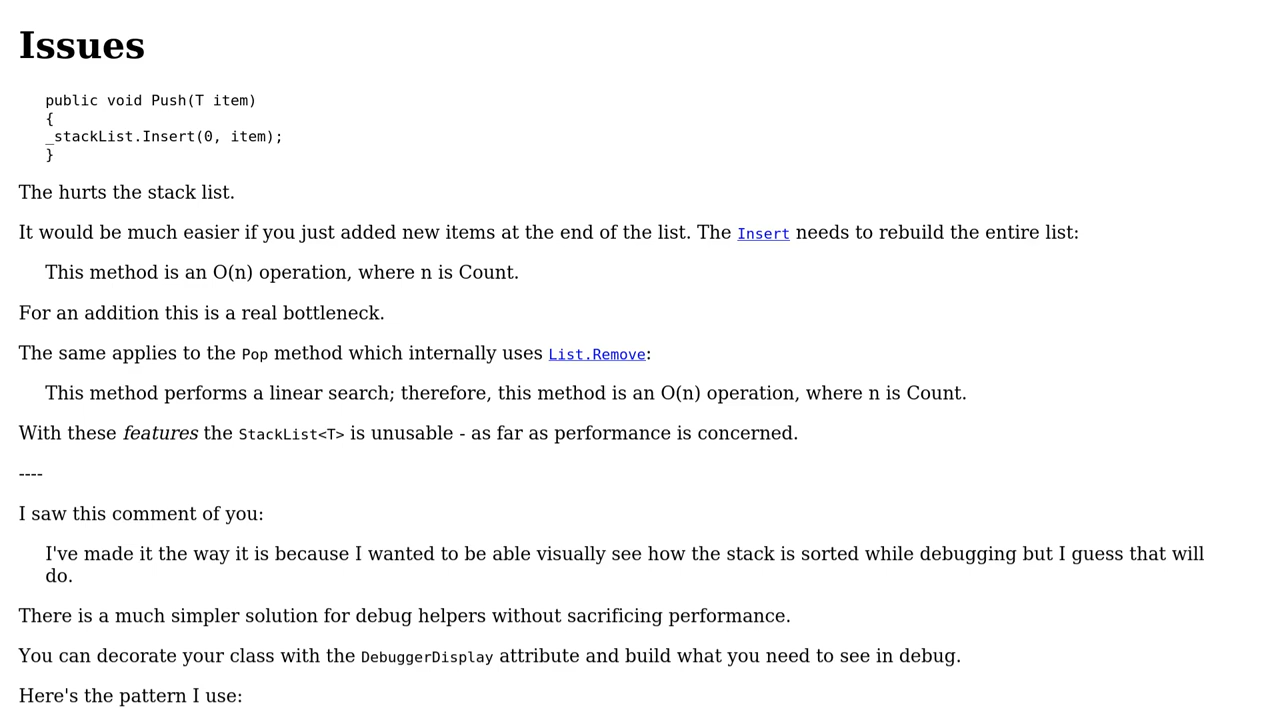 Issues
public void Push(T item)
{
_stackList.Insert(0, item);
}
The hurts the stack list.
It would be much easier if you just added new items at the end of the list. The Insert needs to rebuild the entire list:
This method is an O(n) operation, where n is Count.
For an addition this is a real bottleneck.
The same applies to the Pop method which internally uses List.Remove:
This method performs a linear search; therefore, this method is an O(n) operation, where n is Count.
With these features the StackList<T> is unusable - as far as performance is concerned.
----
I saw this comment of you:
I've made it the way it is because I wanted to be able visually see how the stack is sorted while debugging but I guess that will
do.
There is a much simpler solution for debug helpers without sacrificing performance.
You can decorate your class with the DebuggerDisplay attribute and build what you need to see in debug.
Here's the pattern I use: